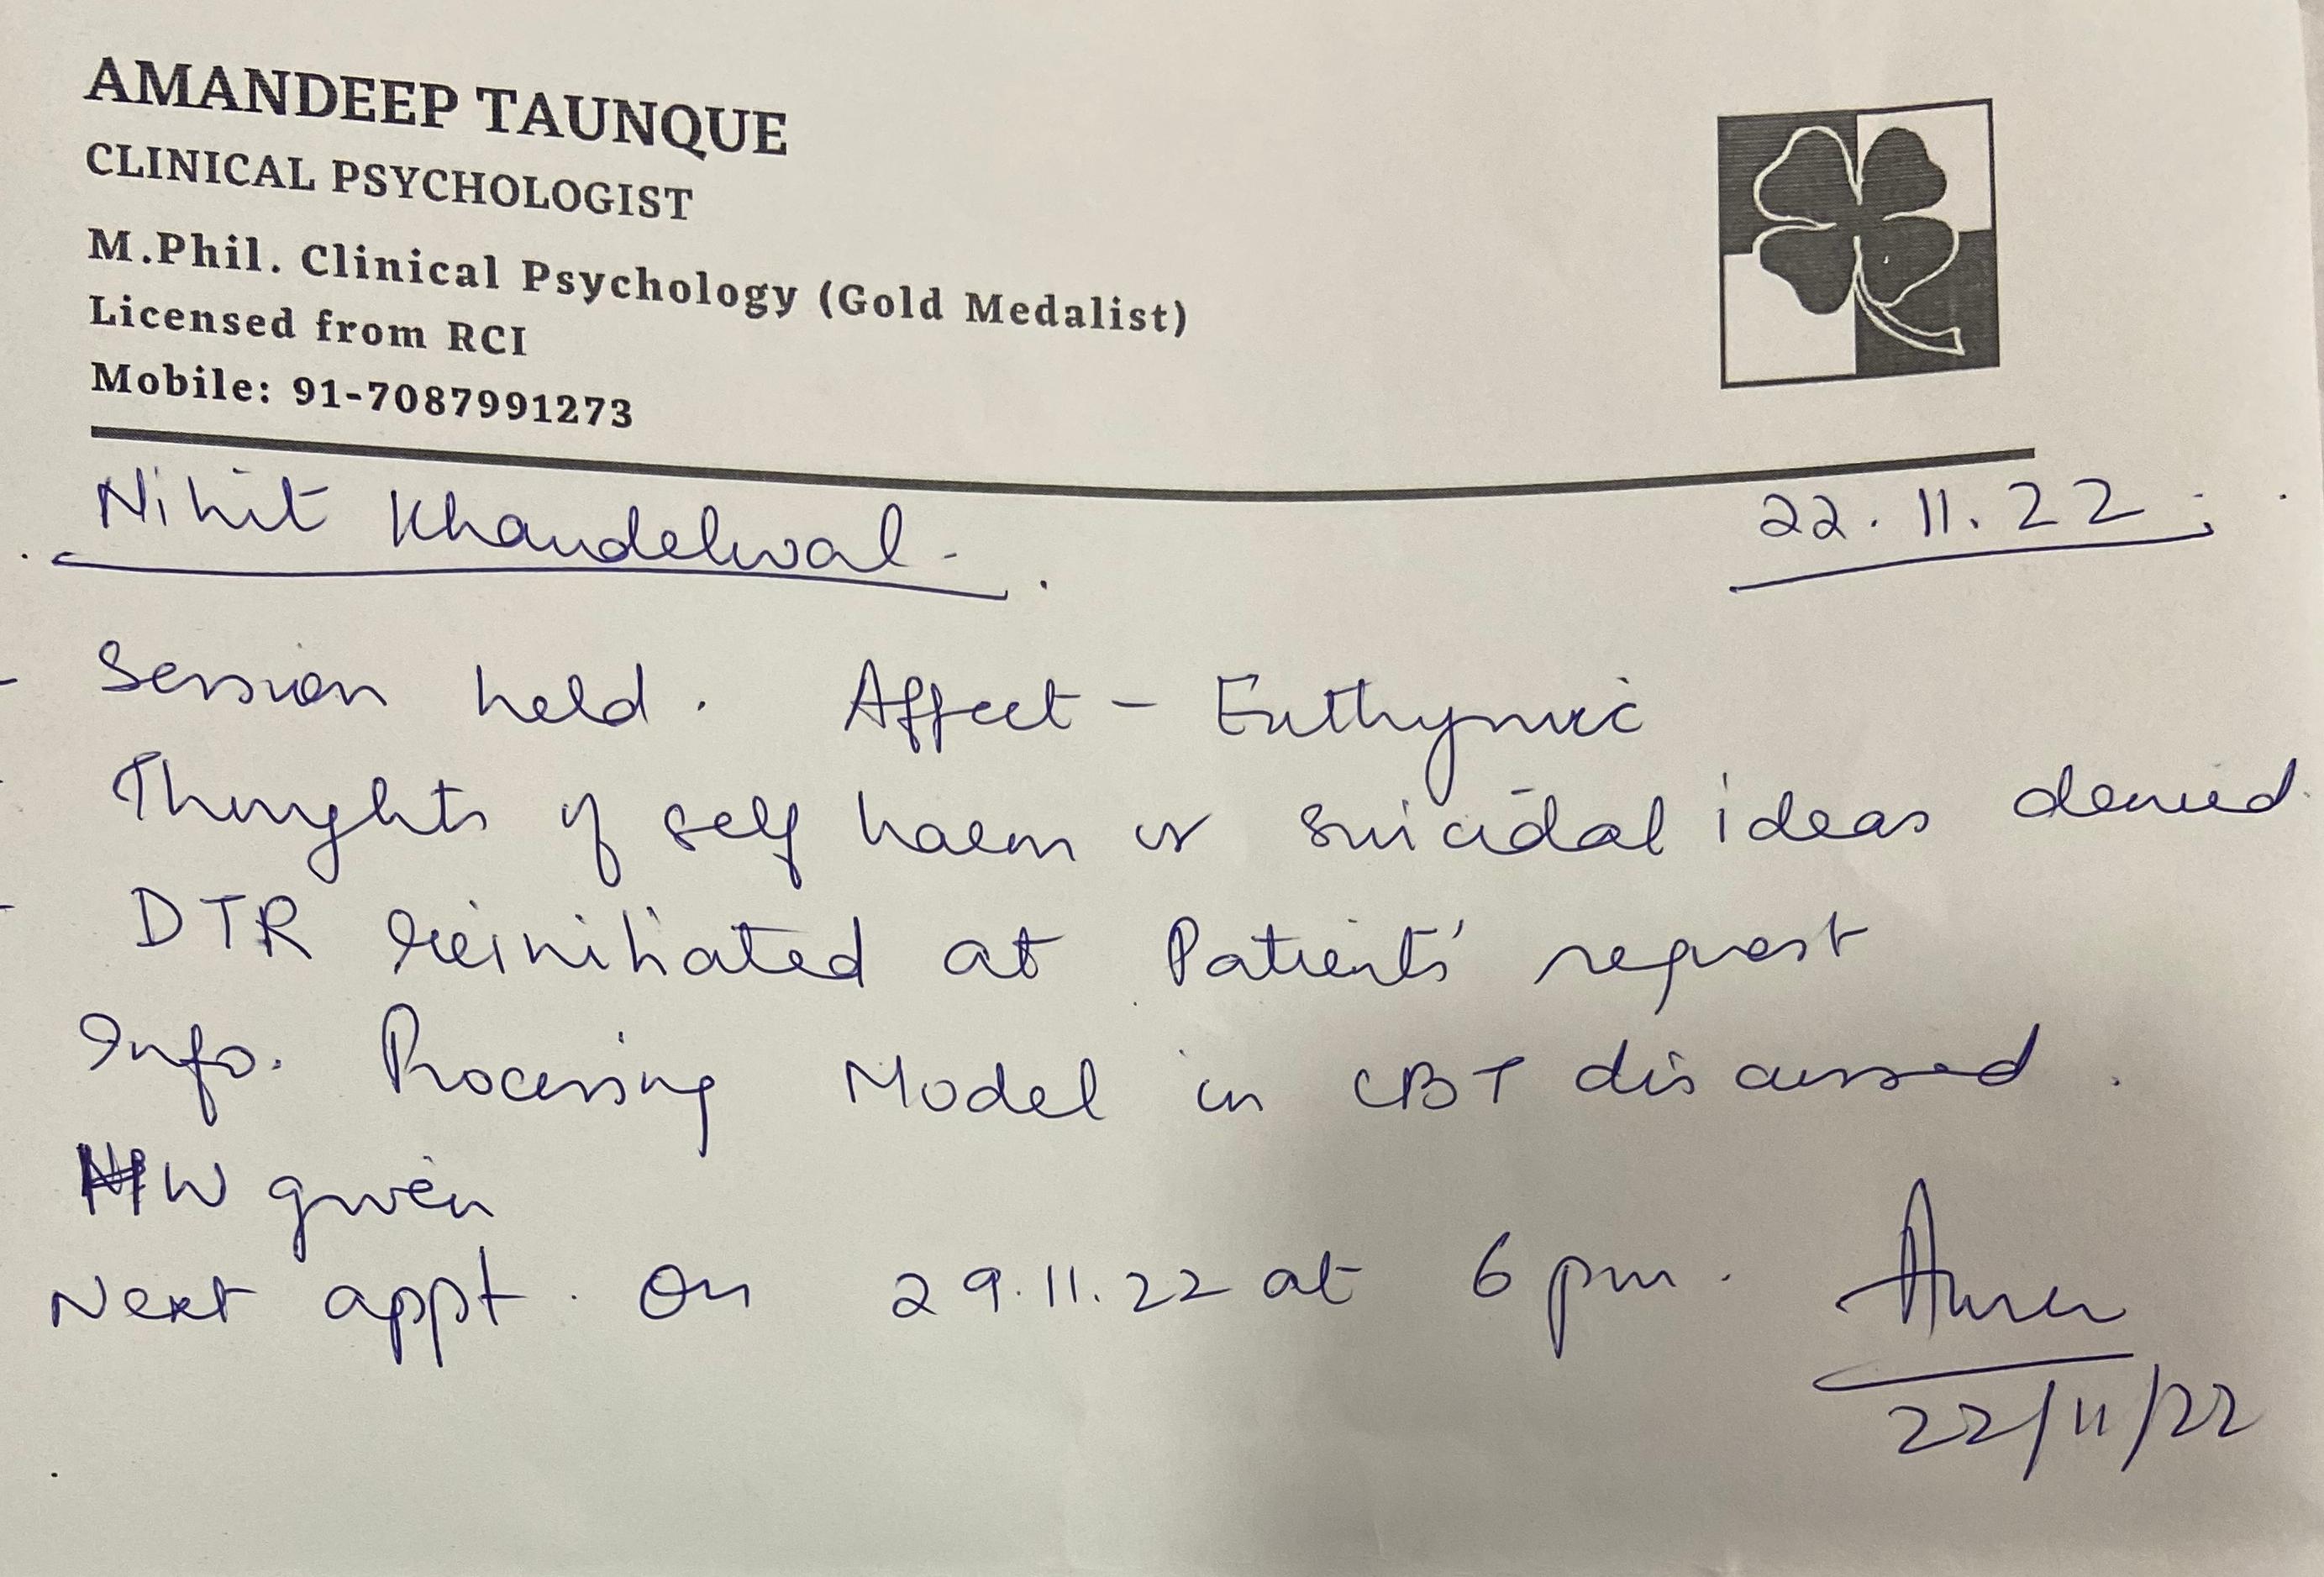 AMANDEEP TAUNQUE
CLINICAL PSYCHOLOGIST
M.Phil. Clinical Psychology (Gold Medalist)
Licensed from RCI
Mobile: 91-7087991273
Nihit Khandelwal 22.11.22
- Session held. Affect - Euthymic
- Thoughts of self harm or suicidal ideas denied.
- DTR reinitiated at Patients' request
Info. Processing Model in CBT discussed.
HW given
Next appt. on 29.11.22 at 6 pm.
22/11/22